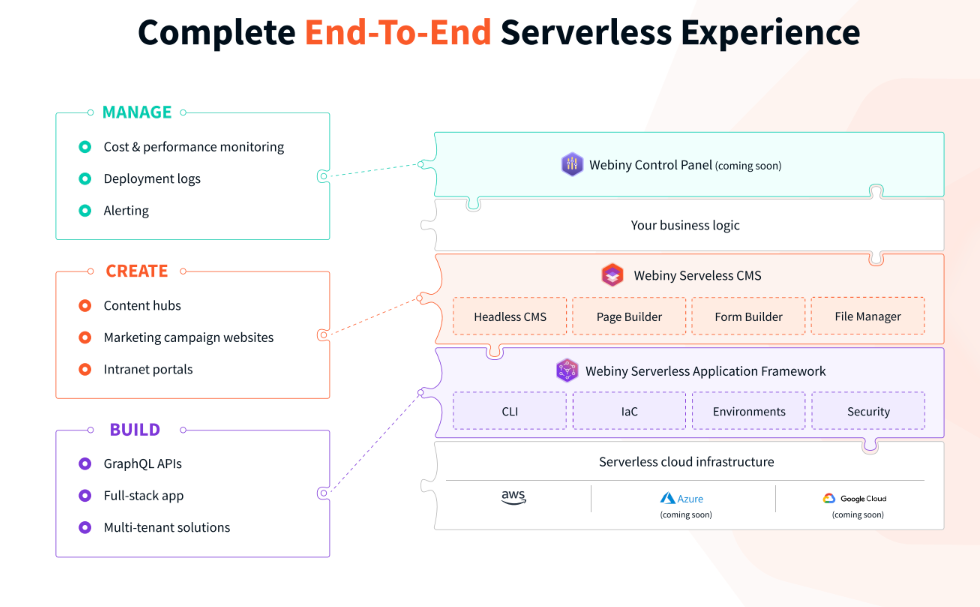 Complete End-To-End Serverless Experience
MANAGE
Cost & performance monitoring
Deployment logs
Alerting
CREATE
Content hubs
Marketing campaign websites
Intranet portals
BUILD
GraphQL APIs
Full-stack app
Multi-tenant solutions
Webiny Control Panel (coming soon)
Your business logic
Webiny Serveless CMS
Headless CMS
Page Builder
Form Builder
File Manager
Webiny Serverless Application Framework
CLI
IaC
Environments
Security
Serverless cloud infrastructure
aws
Azure
(coming soon)
Google Cloud
(coming soon)